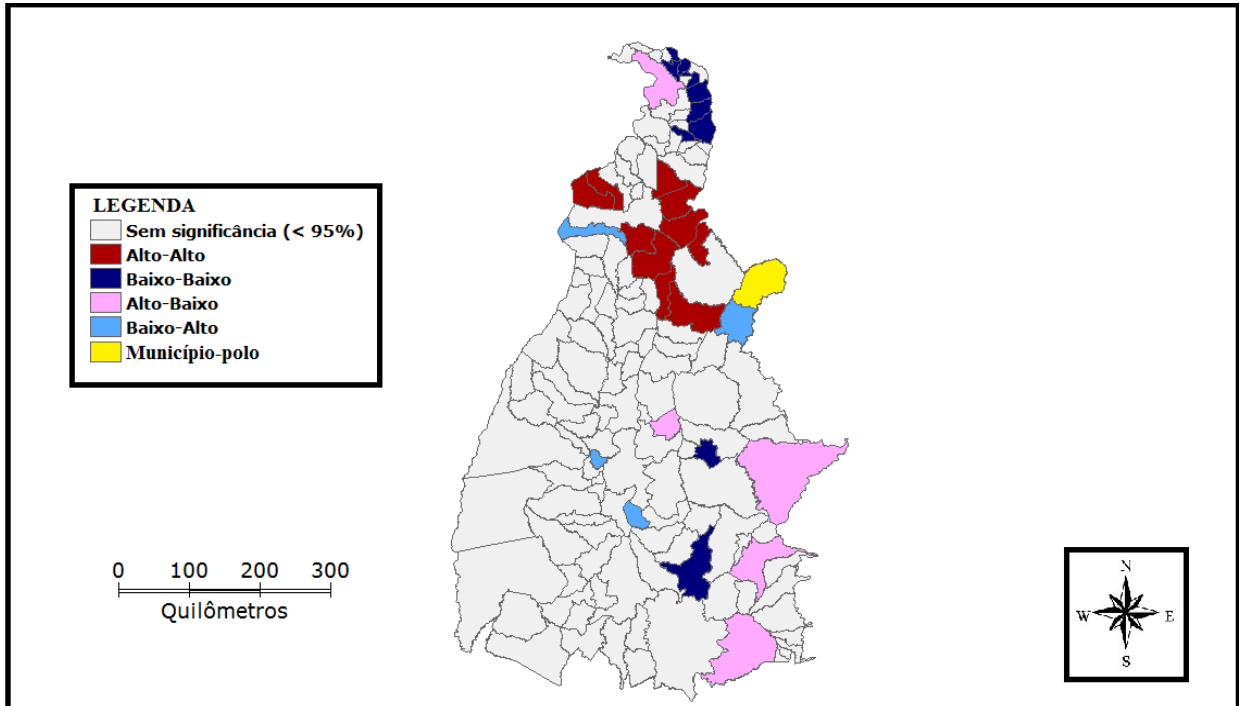 LEGENDA
Sem significância (< 95%)
Alto-Alto
Baixo-Baixo
Alto-Baixo
Baixo-Alto
Município-polo
0 100 200 300
Quilômetros
N
W E
S